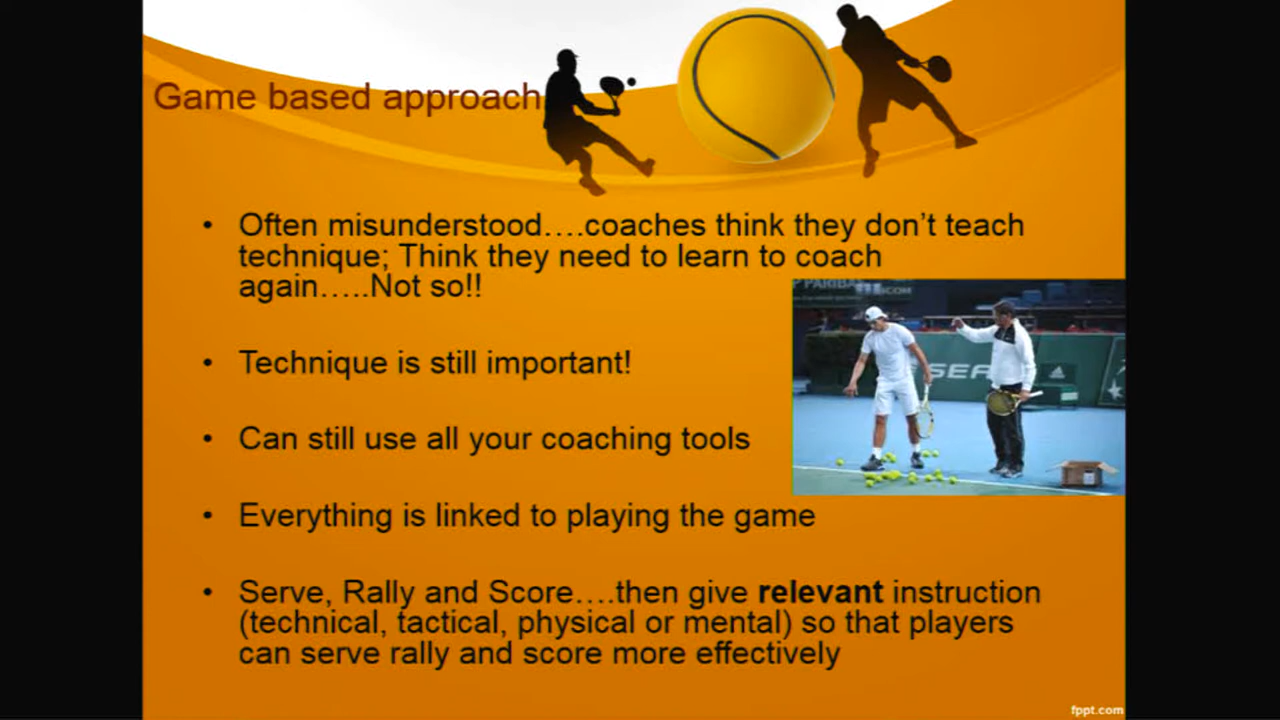 Game based approach
• Often misunderstood….coaches think they don’t teach
technique; Think they need to learn to coach
again…..Not so!!
• Technique is still important!
• Can still use all your coaching tools
• Everything is linked to playing the game
• Serve, Rally and Score….then give relevant instruction
(technical, tactical, physical or mental) so that players
can serve rally and score more effectively
fppt.com